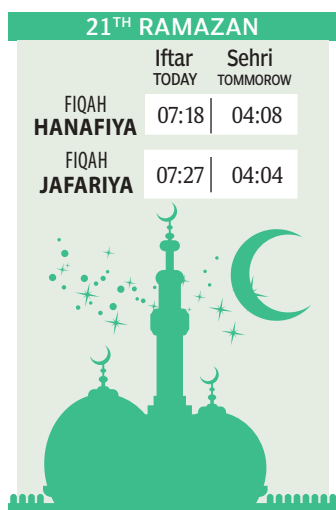 21TH RAMAZAN
Iftar Sehri
TODAY TOMMOROW
FIQAH
HANAFIYA 07:18 04:08
FIQAH
JAFARIYA 07:27 04:04